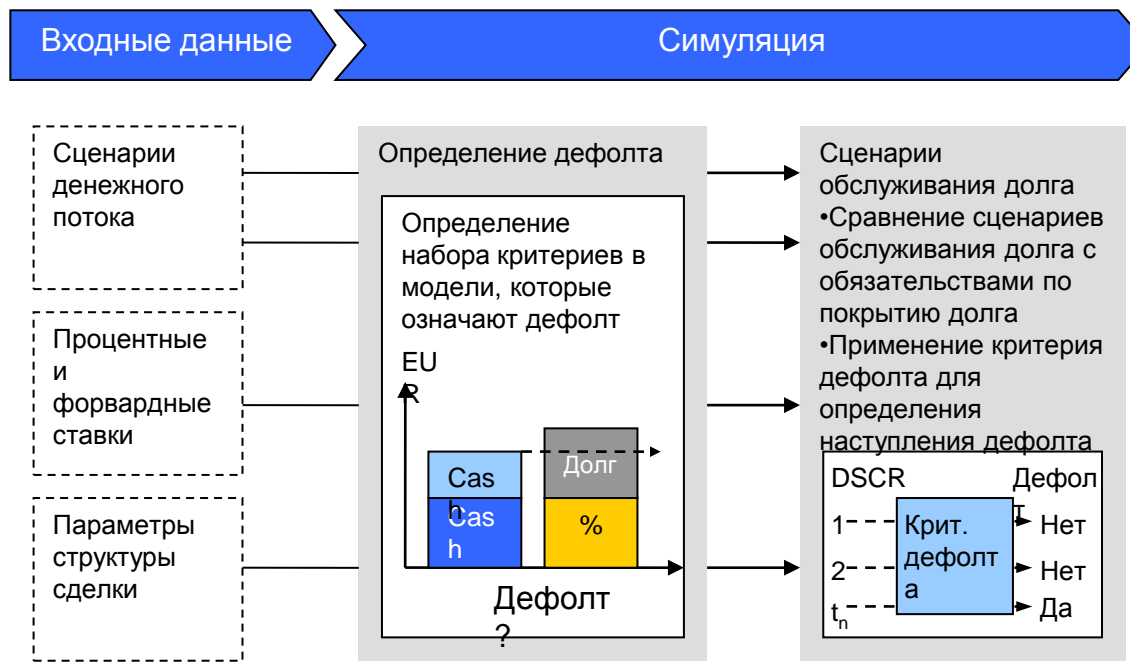 Входные данные
Симуляция
Сценарии
денежного
потока
Процентные
и
форвардные
ставки
Параметры
структуры
сделки
Определение дефолта
Определение
набора критериев в
модели, которые
означают дефолт
EU
R
Cas
h
Cas
h
Долг
%
Дефолт
?
Сценарии
обслуживания долга
•Сравнение сценариев
обслуживания долга с
обязательствами по
покрытию долга
•Применение критерия
дефолта для
определения
наступления дефолта
DSCR
Дефол
т
1
Крит.
дефолт
а
Нет
2
Нет
tn
Да